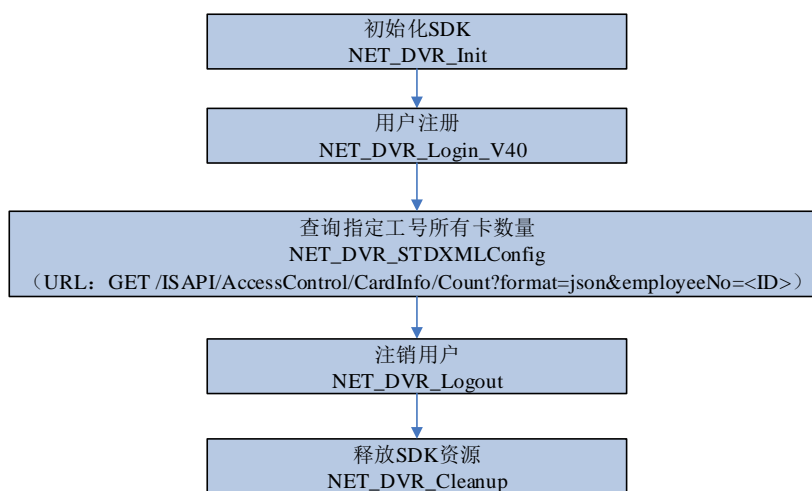 初始化SDK
NET_DVR_Init
用户注册
NET_DVR_Login_V40
查询指定工号所有卡数量
NET_DVR_STDXMLConfig
（URL：GET /ISAPI/AccessControl/CardInfo/Count?format=json&employeeNo=<ID>）
注销用户
NET_DVR_Logout
释放SDK资源
NET_DVR_Cleanup